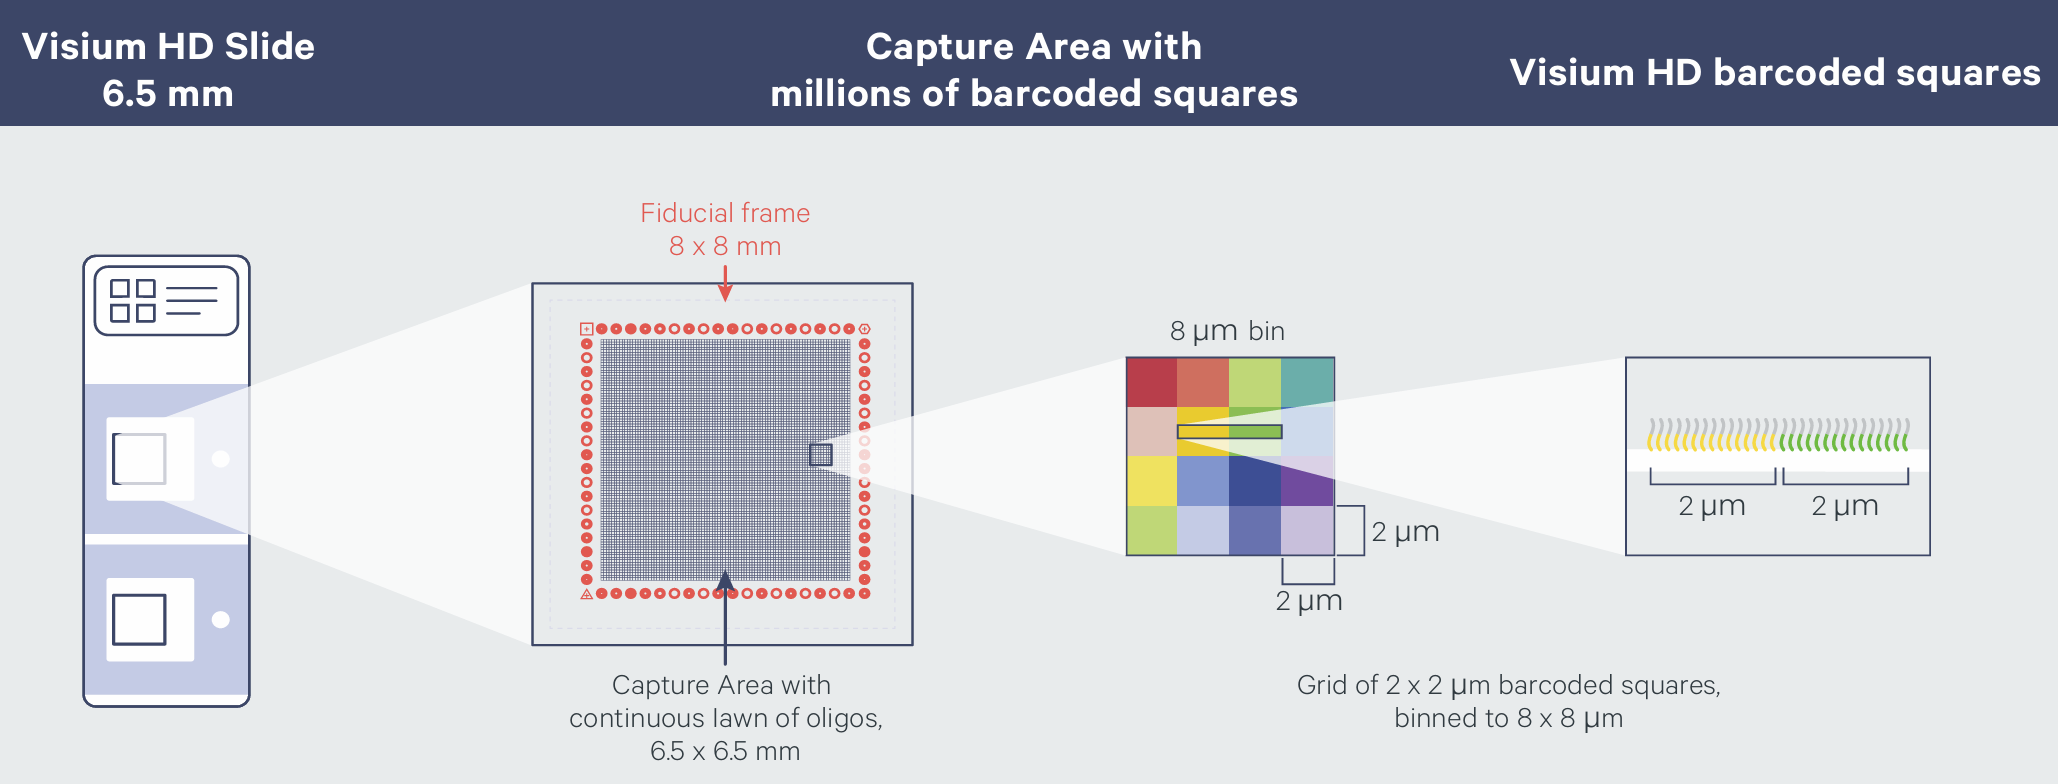 Visium HD Slide
6.5 mm
Capture Area with
millions of barcoded squares
Visium HD barcoded squares
Fiducial frame
8 x 8 mm
Capture Area with
continuous lawn of oligos,
6.5 x 6.5 mm
8 µm bin
2 µm
2 µm
2 µm
2 µm
Grid of 2 x 2 µm barcoded squares,
binned to 8 x 8 µm